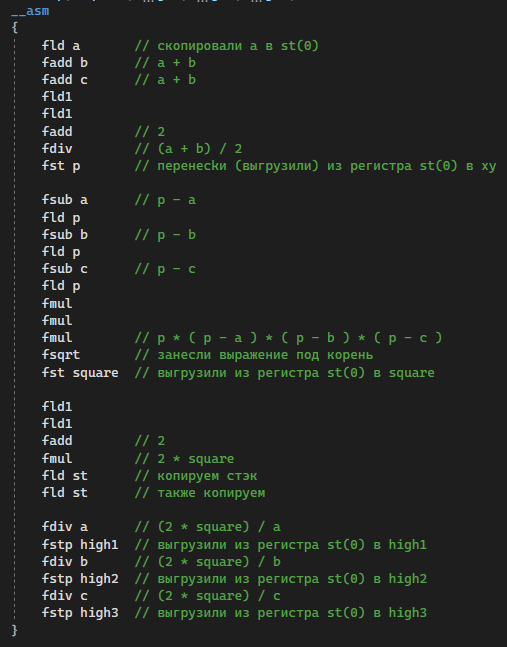 __asm
{
fld a // скопировали a в st(0)
fadd b // a + b
fadd c // a + b
fld1
fld1
fadd // 2
fdiv // (a + b) / 2
fst p // перенески (выгрузили) из регистра st(0) в xy
fsub a // p - a
fld p
fsub b // p - b
fld p
fsub c // p - c
fld p
fmul
fmul
fmul // p * ( p - a ) * ( p - b ) * ( p - c )
fsqrt // занесли выражение под корень
fst square // выгрузили из регистра st(0) в square
fld1
fld1
fadd // 2
fmul // 2 * square
fld st // копируем стэк
fld st // также копируем
fdiv a // (2 * square) / a
fstp high1 // выгрузили из регистра st(0) в high1
fdiv b // (2 * square) / b
fstp high2 // выгрузили из регистра st(0) в high2
fdiv c // (2 * square) / c
fstp high3 // выгрузили из регистра st(0) в high3
}